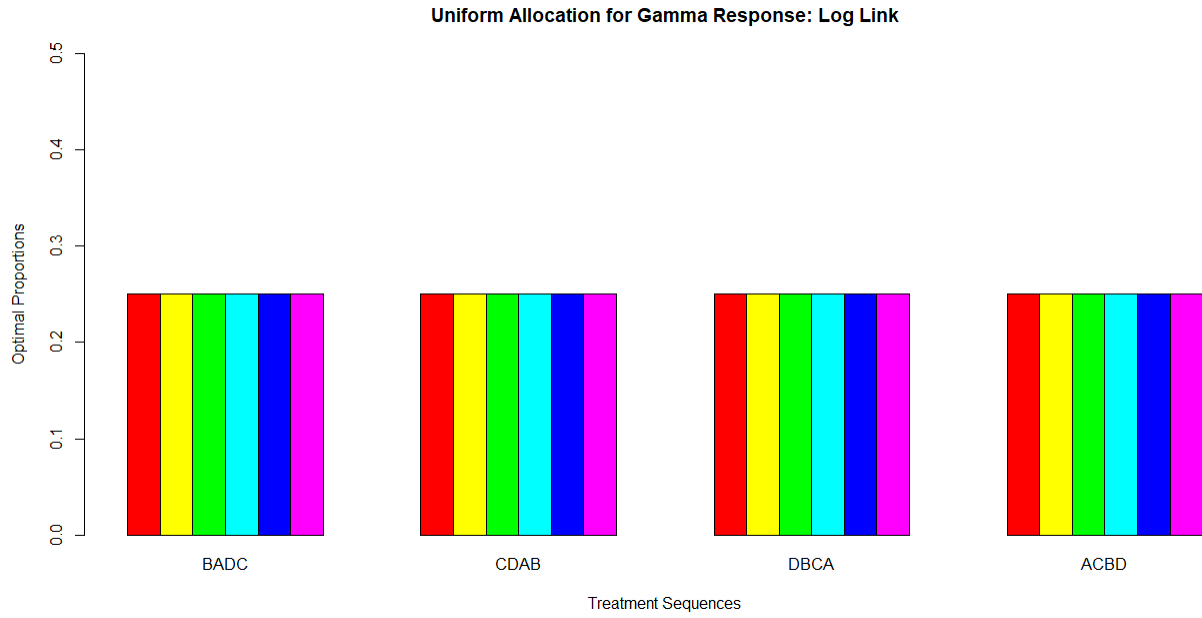 Uniform Allocation for Gamma Response: Log Link
Optimal Proportions
0.5
0.4
0.3
0.2
0.1
0.0
BADC CDAB DBCA ACBD
Treatment Sequences